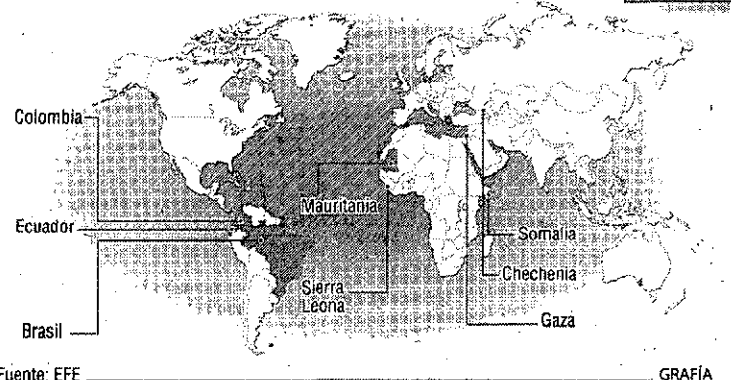 Colombia
Ecuador
Brasil
Mauritania
Sierra
Leona
Somalia
Chechenia
Gaza
Fuente: EFE
GRAFÍA